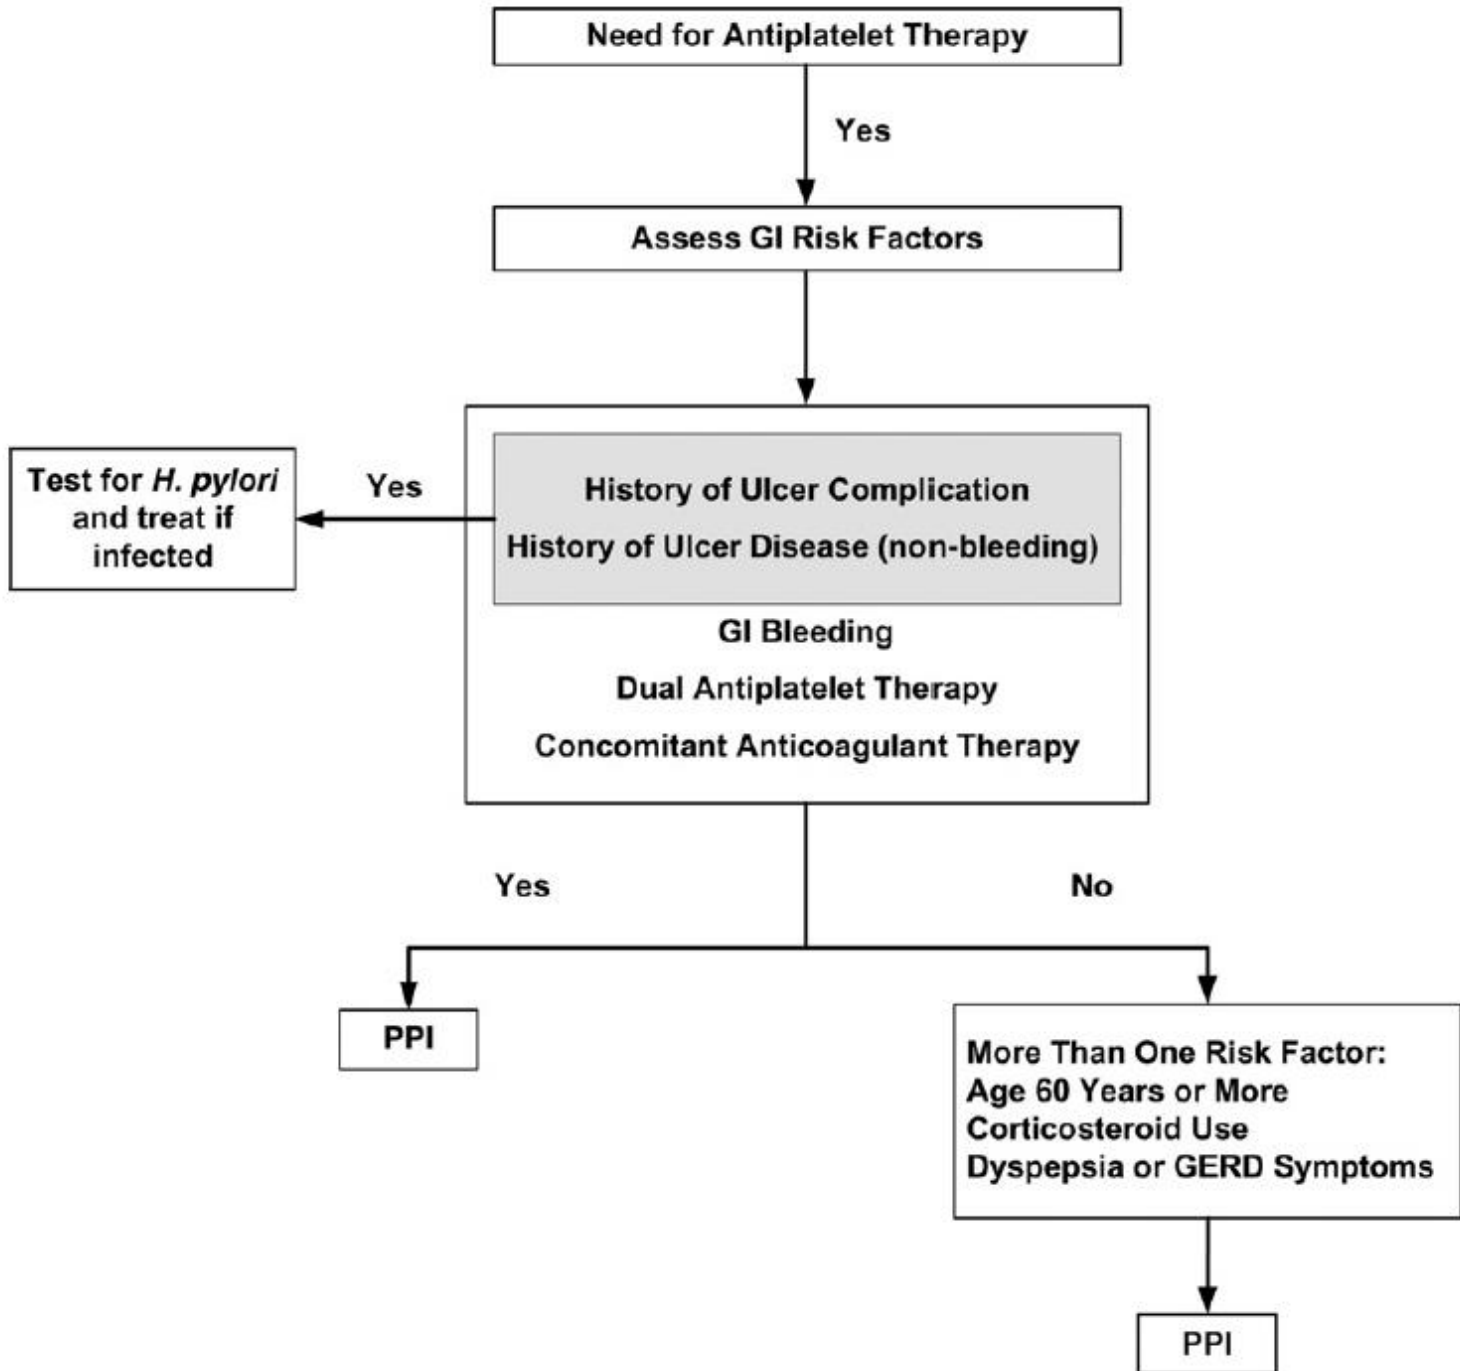 Need for Antiplatelet Therapy
Yes
Assess GI Risk Factors
Test for H. pylori
and treat if
infected
Yes
History of Ulcer Complication
History of Ulcer Disease (non-bleeding)
GI Bleeding
Dual Antiplatelet Therapy
Concomitant Anticoagulant Therapy
Yes
No
PPI
More Than One Risk Factor:
Age 60 Years or More
Corticosteroid Use
Dyspepsia or GERD Symptoms
PPI